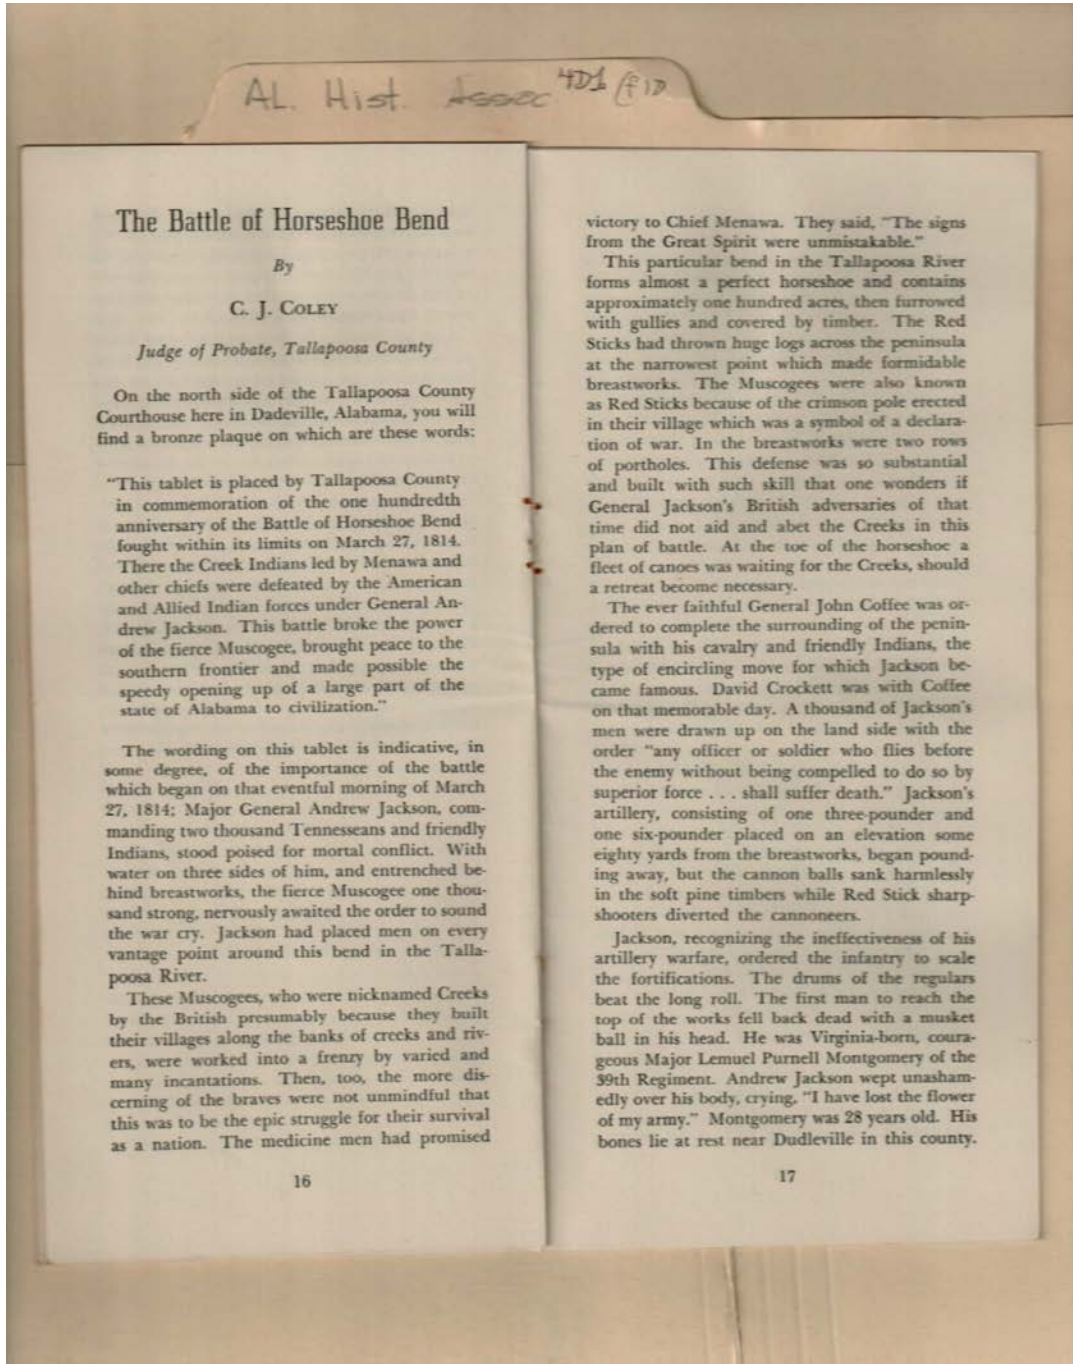 AL. Hist. Assoc 4D1 (f10
The Battle of Horseshoe Bend
By
C. J. COLEY
Judge of Probate, Tallapoosa County
On the north side of the Tallapoosa County
Courthouse here in Dadeville, Alabama, you will
find a bronze plaque on which are these words:
"This tablet is placed by Tallapoosa County
in commemoration of the one hundredth
anniversary of the Battle of Horseshoe Bend
fought within its limits on March 27, 1814.
There the Creek Indians led by Menawa and
other chiefs were defeated by the American
and Allied Indian forces under General An-
drew Jackson. This battle broke the power
of the fierce Muscogee, brought peace to the
southern frontier and made possible the
speedy opening up of a large part of the
state of Alabama to civilization."
The wording on this tablet is indicative, in
some degree, of the importance of the battle
which began on that eventful morning of March
27, 1814; Major General Andrew Jackson, com-
manding two thousand Tennesseans and friendly
Indians, stood poised for mortal conflict. With
water on three sides of him, and entrenched be-
hind breastworks, the fierce Muscogee one thou-
sand strong, nervously awaited the order to sound
the war cry. Jackson had placed men on every
vantage point around this bend in the Talla-
poosa River.
These Muscogees, who were nicknamed Creeks
by the British presumably because they built
their villages along the banks of creeks and riv-
ers, were worked into a frenzy by varied and
many incantations. Then, too, the more dis-
cerning of the braves were not unmindful that
this was to be the epic struggle for their survival
as a nation. The medicine men had promised
16
victory to Chief Menawa. They said, "The signs
from the Great Spirit were unmistakable."
This particular bend in the Tallapoosa River
forms almost a perfect horseshoe and contains
approximately one hundred acres, then furrowed
with gullies and covered by timber. The Red
Sticks had thrown huge logs across the peninsula
at the narrowest point which made formidable
breastworks. The Muscogees were also known
as Red Sticks because of the crimson pole erected
in their village which was a symbol of a declara-
tion of war. In the breastworks were two rows
of portholes. This defense was so substantial
and built with such skill that one wonders if
General Jackson's British adversaries of that
time did not aid and abet the Creeks in this
plan of battle. At the toe of the horseshoe a
fleet of canoes was waiting for the Creeks, should
a retreat become necessary.
The ever faithful General John Coffee was or-
dered to complete the surrounding of the penin-
sula with his cavalry and friendly Indians, the
type of encircling move for which Jackson be-
came famous. David Crockett was with Coffee
on that memorable day. A thousand of Jackson's
men were drawn up on the land side with the
order "any officer or soldier who flies before
the enemy without being compelled to do so by
superior force . . . shall suffer death." Jackson's
artillery, consisting of one three-pounder and
one six-pounder placed on an elevation some
eighty yards from the breastworks, began pound-
ing away, but the cannon balls sank harmlessly
in the soft pine timbers while Red Stick sharp-
shooters diverted the cannoneers.
Jackson, recognizing the ineffectiveness of his
artillery warfare, ordered the infantry to scale
the fortifications. The drums of the regulars
beat the long roll. The first man to reach the
top of the works fell back dead with a musket
ball in his head. He was Virginia-born, coura-
geous Major Lemuel Purnell Montgomery of the
39th Regiment. Andrew Jackson wept unasham-
edly over his body, crying, "I have lost the flower
of my army." Montgomery was 28 years old. His
bones lie at rest near Dudleville in this county.
17